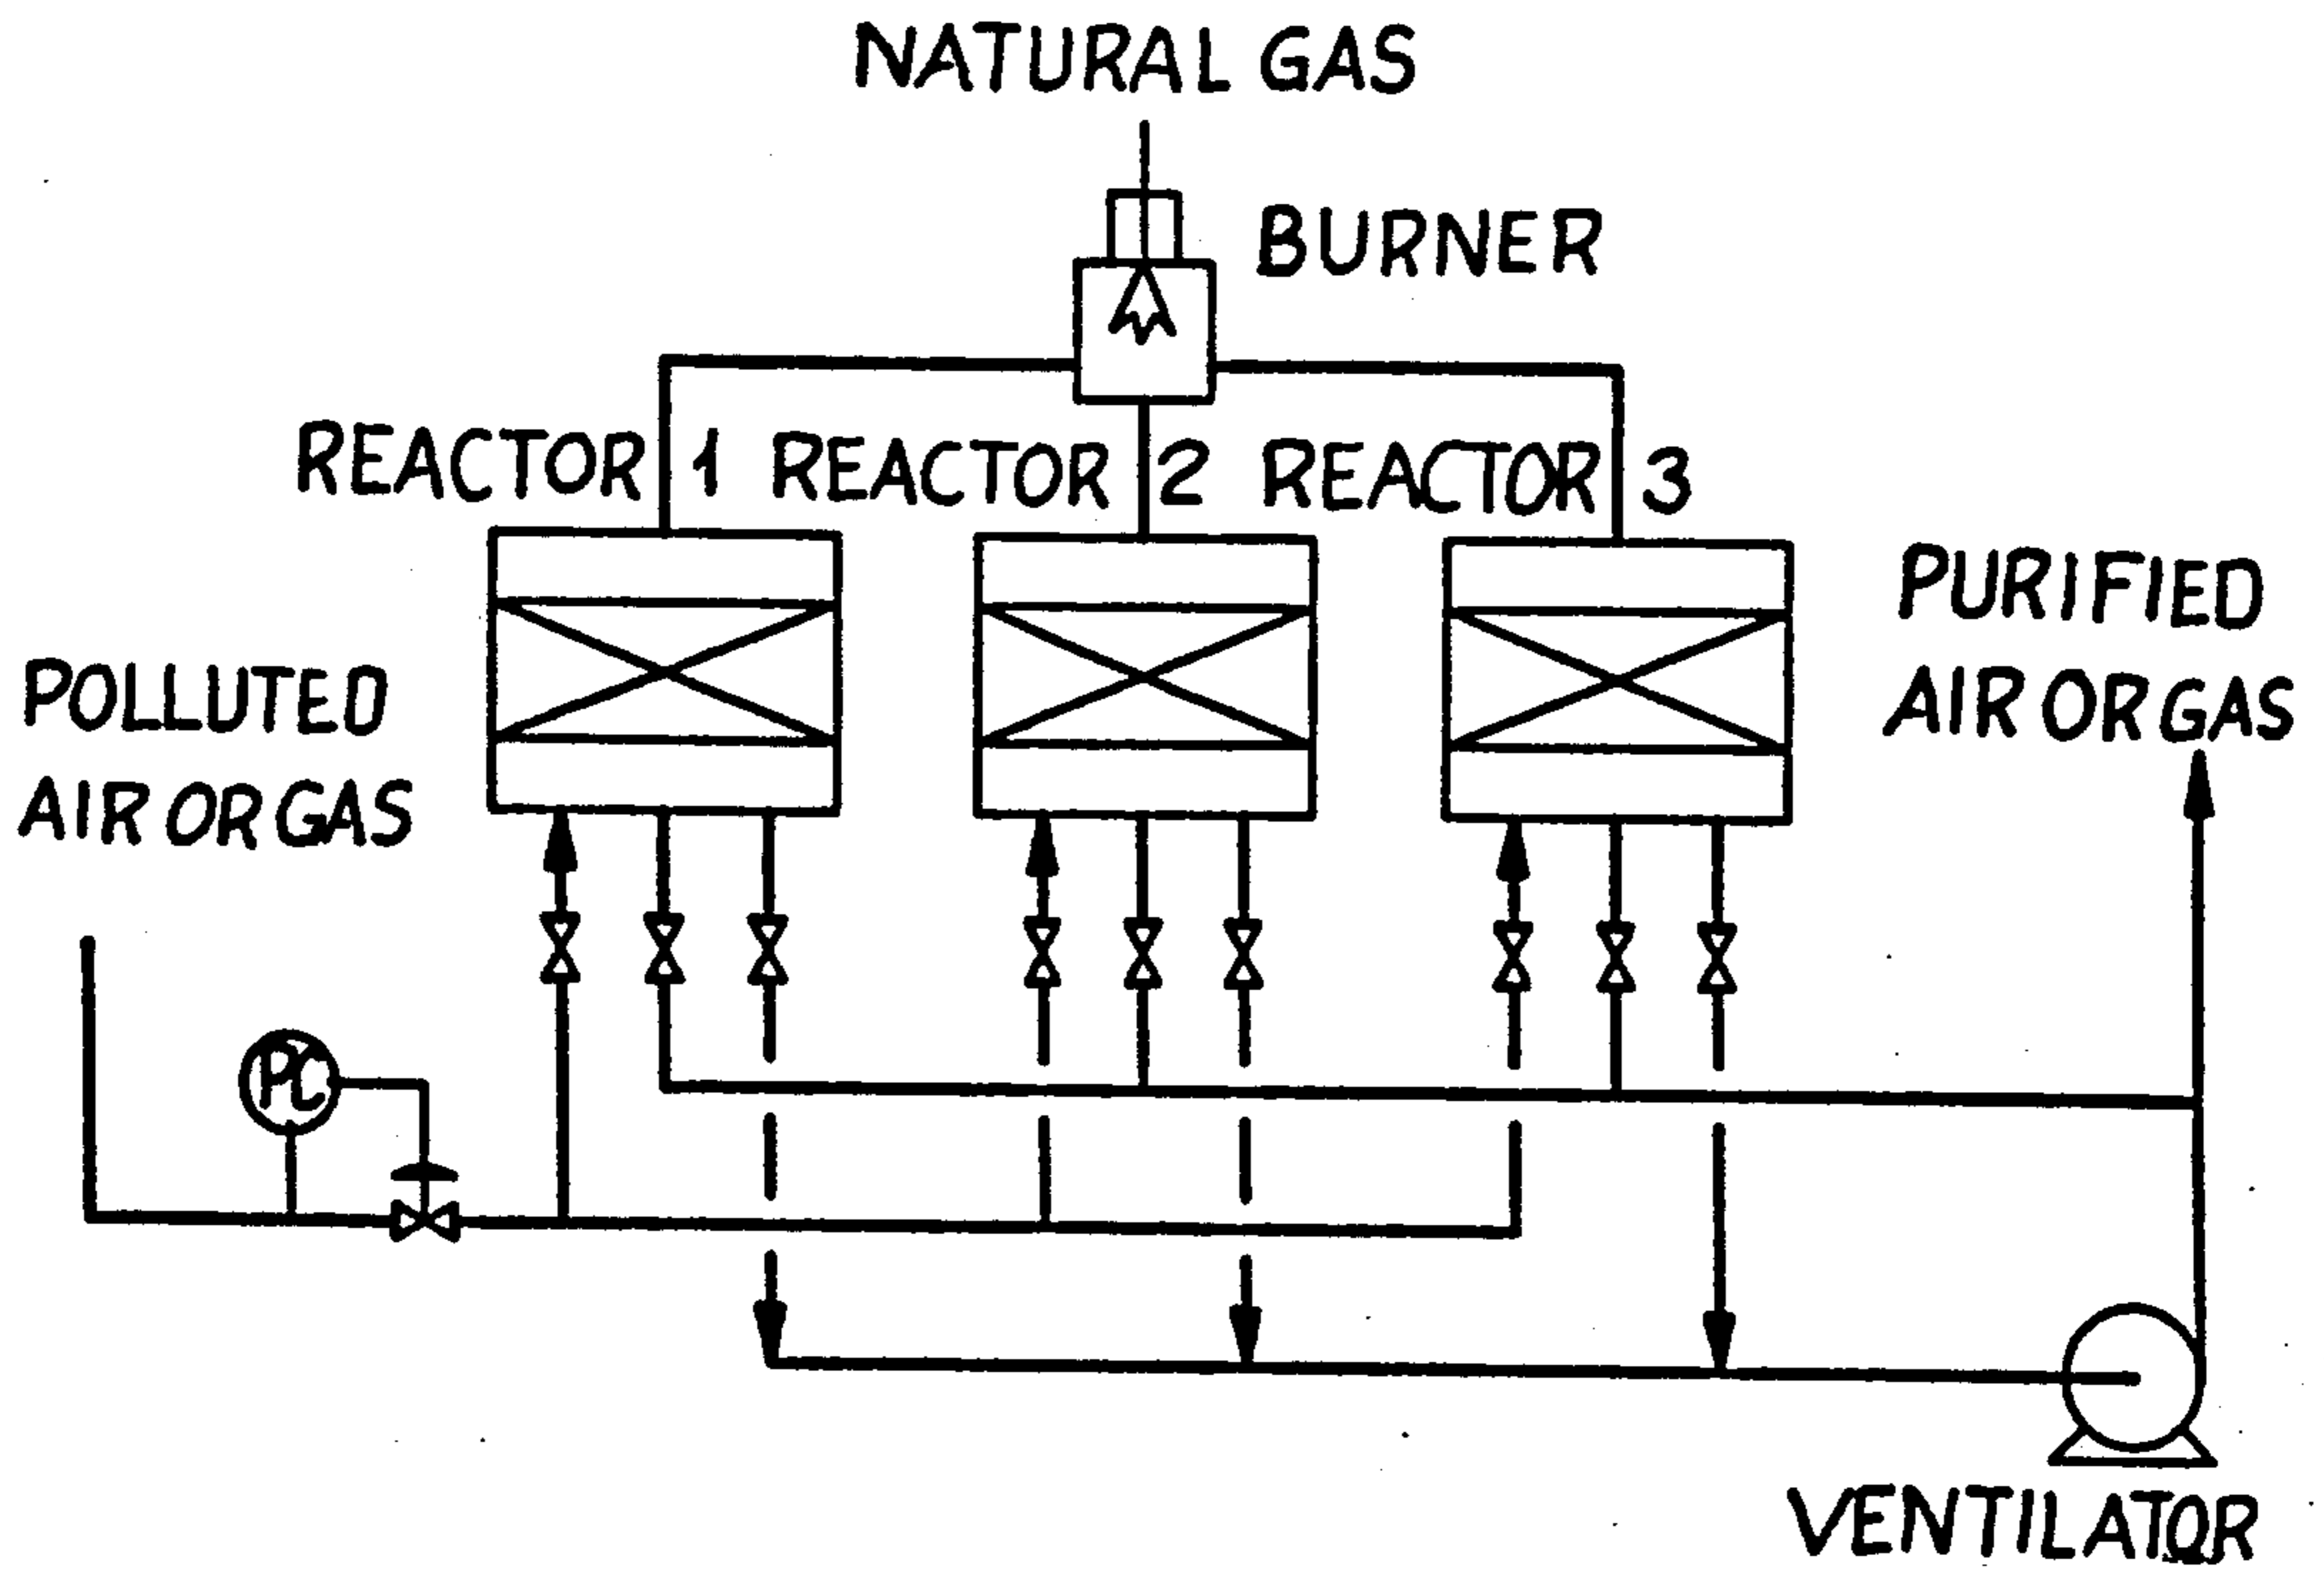 NATURAL GAS
BURNER
REACTOR 1 REACTOR 2 REACTOR 3
PURIFIED
AIR OR GAS
POLLUTED
AIR OR GAS
PC
VENTILATOR